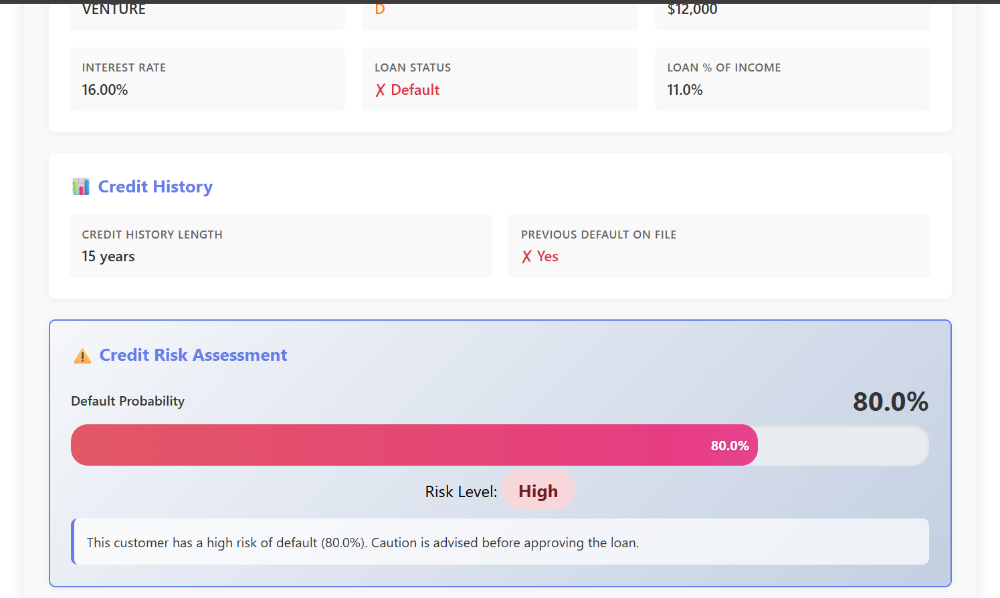 VENTURE
D
$12,000
INTEREST RATE
16.00%
LOAN STATUS
✗ Default
LOAN % OF INCOME
11.0%
Credit History
CREDIT HISTORY LENGTH
15 years
PREVIOUS DEFAULT ON FILE
✗ Yes
Credit Risk Assessment
Default Probability
80.0%
80.0%
Risk Level: High
This customer has a high risk of default (80.0%). Caution is advised before approving the loan.